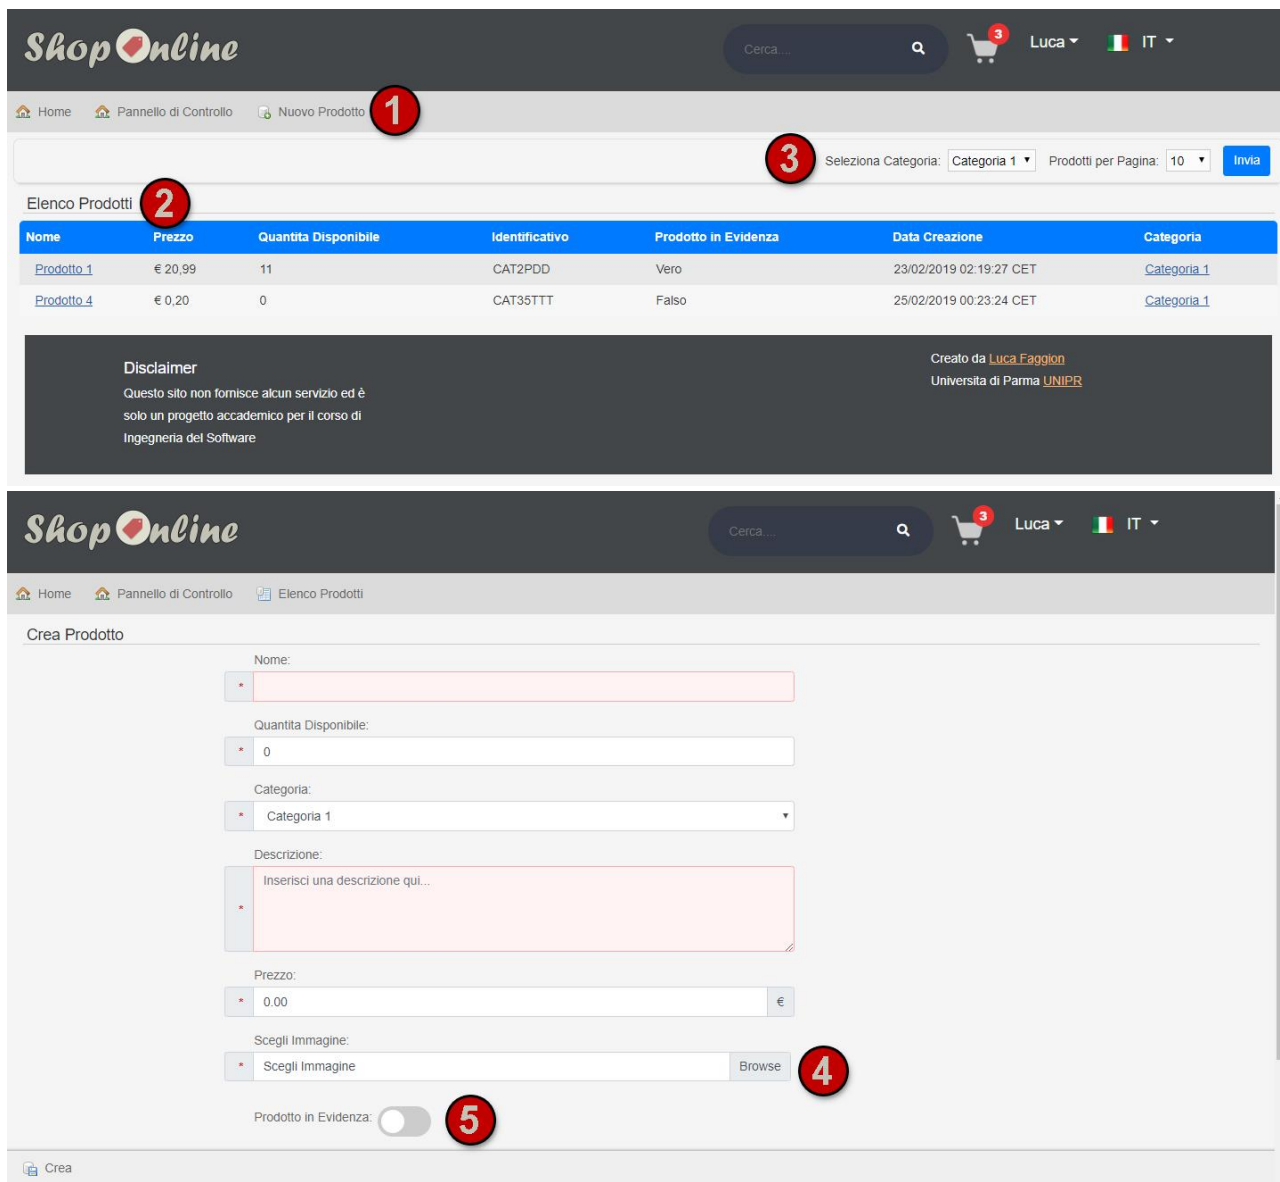 Shop Online
Cerca....
3
Luca
IT
Home
Pannello di Controllo
Nuovo Prodotto
1
3
Seleziona Categoria:
Categoria 1
Prodotti per Pagina:
10
Invia
Elenco Prodotti
2
Nome Prezzo Quantita Disponibile Identificativo Prodotto in Evidenza Data Creazione Categoria
Prodotto 1 € 20,99 11 CAT2PDD Vero 23/02/2019 02:19:27 CET Categoria 1
Prodotto 4 € 0,20 0 CAT35TTT Falso 25/02/2019 00:23:24 CET Categoria 1
Disclaimer
Questo sito non fornisce alcun servizio ed è
solo un progetto accademico per il corso di
Ingegneria del Software
Creato da Luca Faggion
Universita di Parma UNIPR
Shop Online
Cerca....
3
Luca
IT
Home
Pannello di Controllo
Elenco Prodotti
Crea Prodotto
Nome:
*
Quantita Disponibile:
* 0
Categoria:
* Categoria 1
Descrizione:
Inserisci una descrizione qui...
*
Prezzo:
* 0.00 €
Scegli Immagine:
* Scegli Immagine Browse
4
Prodotto in Evidenza:
5
Crea